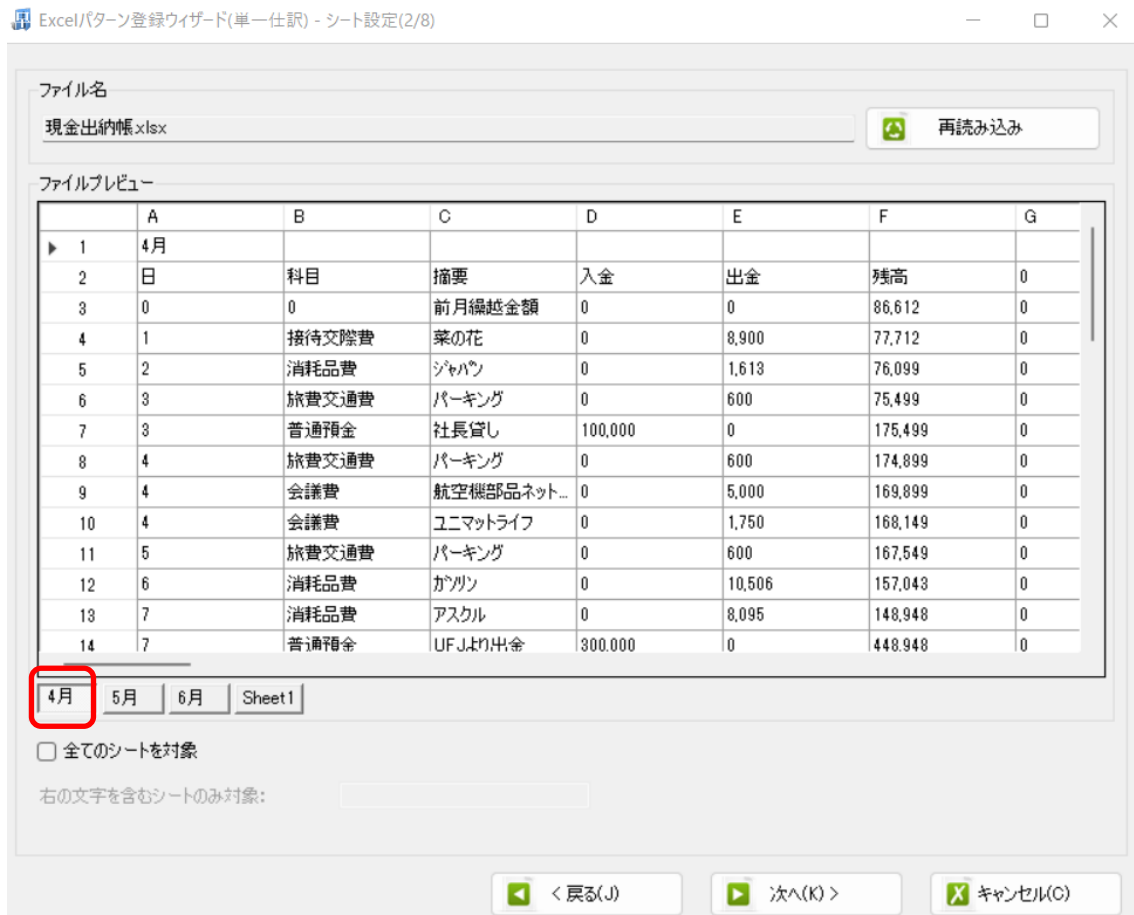 Excelパターン登録ウィザード(単一仕訳) - シート設定(2/8)
ファイル名
現金出納帳.xlsx 再読み込み
ファイルプレビュー
A B C D E F G
1 4月
2 日 科目 摘要 入金 出金 残高 0
3 0 0 前月繰越金額 0 0 86,612 0
4 1 接待交際費 菜の花 0 8,900 77,712 0
5 2 消耗品費 ジャパン 0 1,613 76,099 0
6 3 旅費交通費 パーキング 0 600 75,499 0
7 3 普通預金 社長貸し 100,000 0 175,499 0
8 4 旅費交通費 パーキング 0 600 174,899 0
9 4 会議費 航空機部品ネット... 0 5,000 169,899 0
10 4 会議費 ユニマットライフ 0 1,750 168,149 0
11 5 旅費交通費 パーキング 0 600 167,549 0
12 6 消耗品費 ガソリン 0 10,506 157,043 0
13 7 消耗品費 アスクル 0 8,095 148,948 0
14 7 普通預金 UFJより出金 300,000 0 448,948 0
4月 5月 6月 Sheet1
全てのシートを対象
右の文字を含むシートのみ対象:
< 戻る(J) 次へ(K) > キャンセル(C)